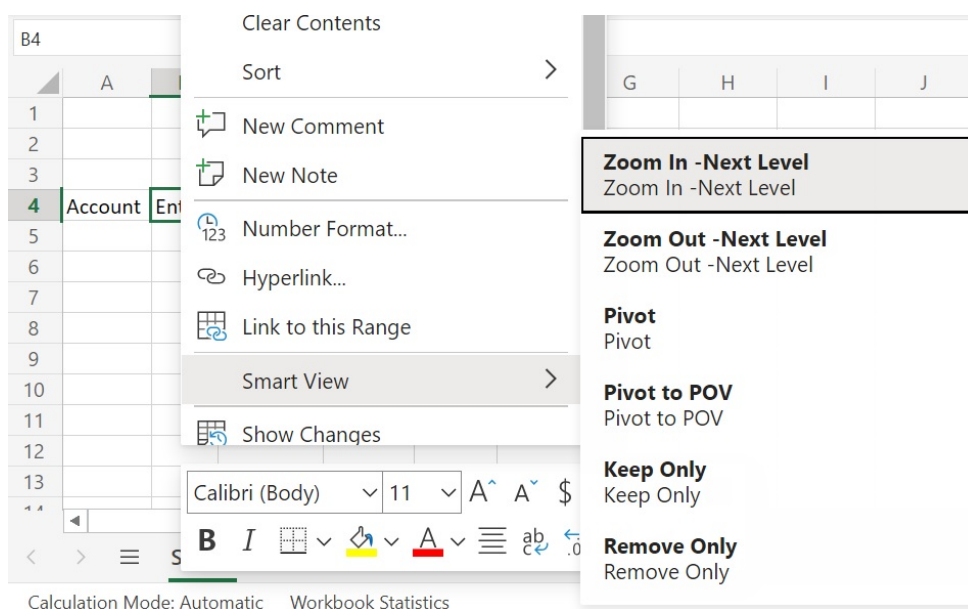 B4
Clear Contents
Sort
A G H I J
1
New Comment
2
3
New Note
4 Account
5
Number Format...
6
7
Hyperlink...
8
Link to this Range
9
10
Smart View
11
Show Changes
12
13
Calibri (Body) 11 A A $
B I A ab
Calculation Mode: Automatic Workbook Statistics
Zoom In -Next Level
Zoom In -Next Level
Zoom Out -Next Level
Zoom Out -Next Level
Pivot
Pivot
Pivot to POV
Pivot to POV
Keep Only
Keep Only
Remove Only
Remove Only